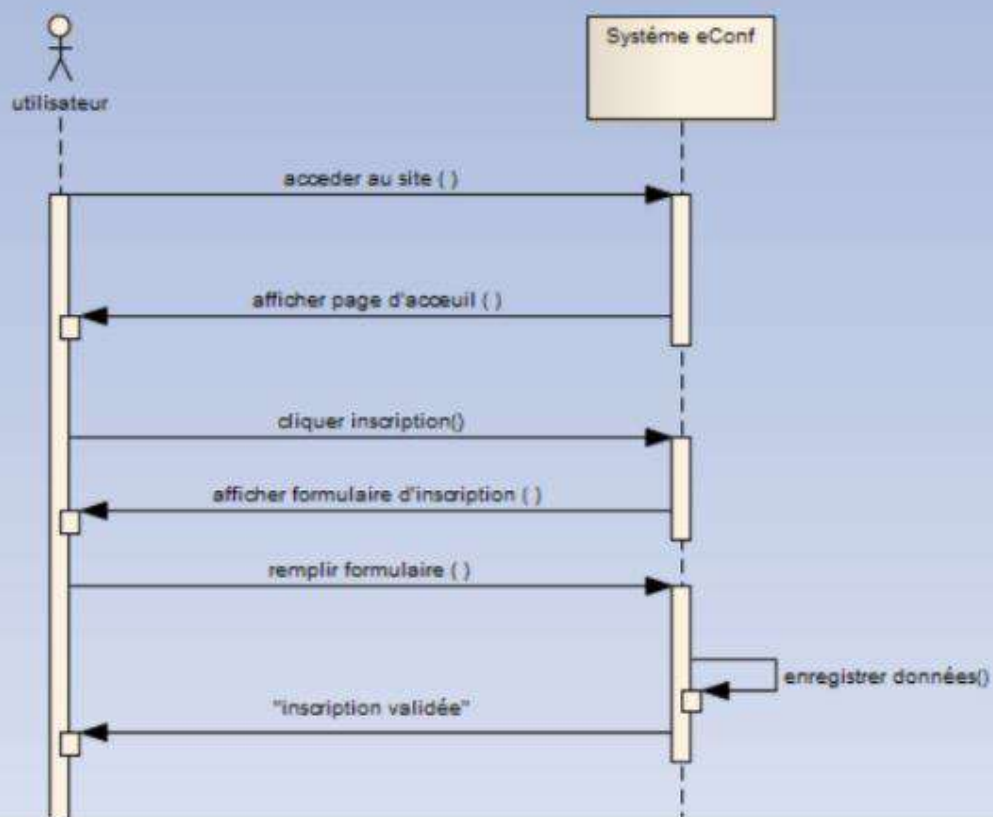 Systéme eConf
utilisateur
acceder au site ( )
afficher page d'acceuil ( )
cliquer inscription()
afficher formulaire d'inscription ( )
remplir formulaire ( )
enregistrer données()
"inscription validée"